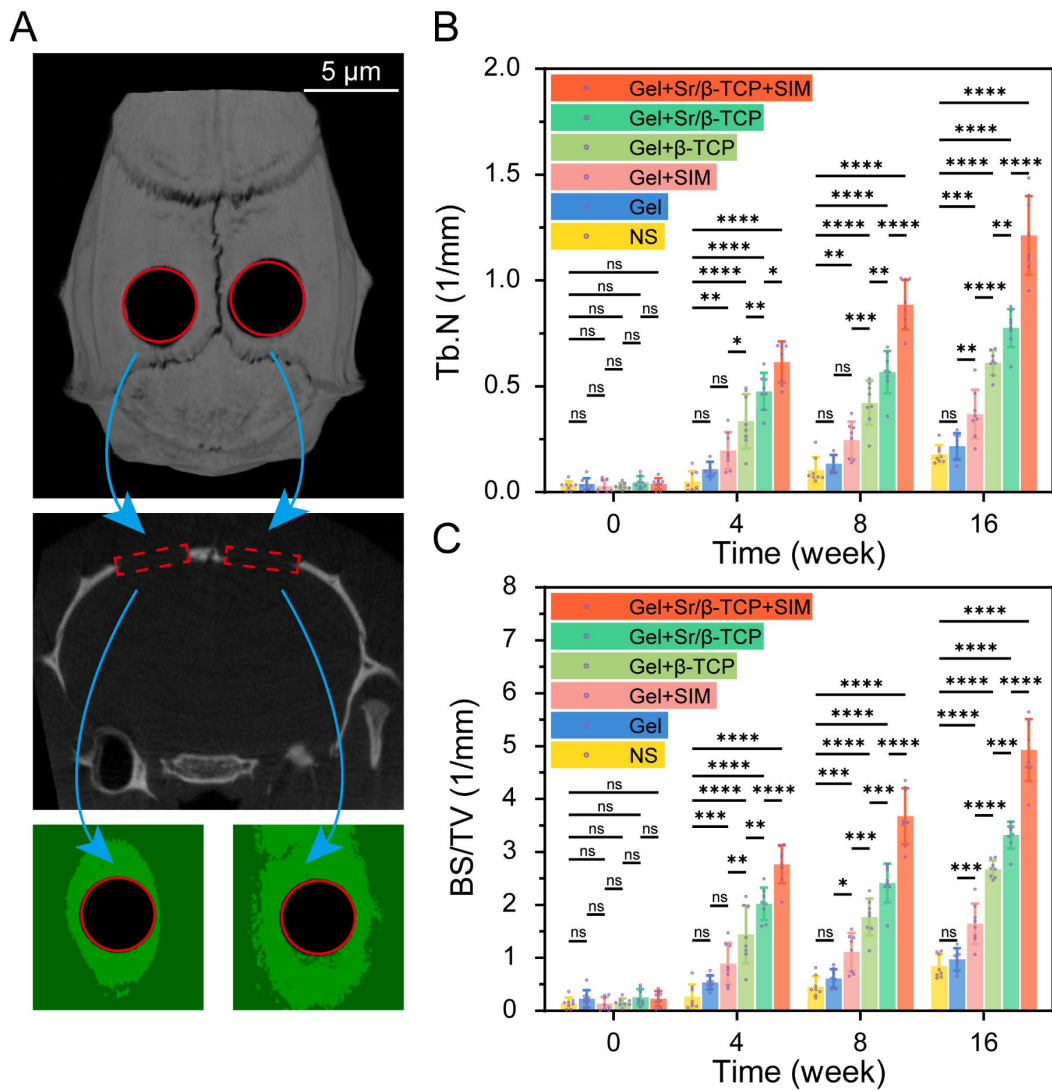 A
5 μm
B
Tb.N (1/mm)
2.0
1.5
1.0
0.5
0.0
Gel+Sr/β-TCP+SIM
Gel+Sr/β-TCP
Gel+β-TCP
Gel+SIM
Gel
NS
ns
ns
ns
ns
ns
ns
ns
ns
ns
****
****
****
*
**
**
*
ns
ns
****
****
****
****
**
**
***
ns
ns
****
****
****
****
***
**
****
**
ns
0
4
8
16
Time (week)
C
BS/TV (1/mm)
8
7
6
5
4
3
2
1
0
Gel+Sr/β-TCP+SIM
Gel+Sr/β-TCP
Gel+β-TCP
Gel+SIM
Gel
NS
ns
ns
ns
ns
ns
ns
ns
ns
ns
****
****
****
****
***
**
**
ns
ns
****
****
****
****
***
***
***
*
ns
****
****
****
****
****
***
****
***
ns
0
4
8
16
Time (week)